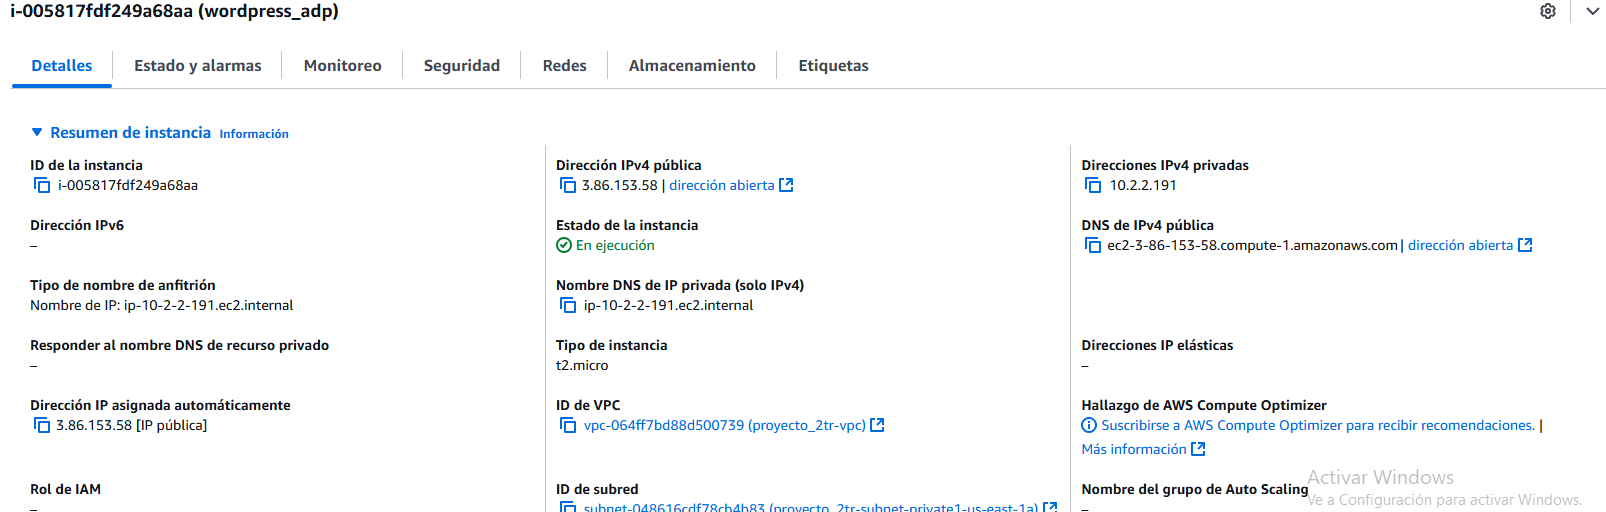 i-005817fdf249a68aa (wordpress_adp)
Detalles
Estado y alarmas
Monitoreo
Seguridad
Redes
Almacenamiento
Etiquetas
Resumen de instancia Información
ID de la instancia
i-005817fdf249a68aa
Dirección IPv4 pública
3.86.153.58 | dirección abierta
Direcciones IPv4 privadas
10.2.2.191
Dirección IPv6
–
Estado de la instancia
En ejecución
DNS de IPv4 pública
ec2-3-86-153-58.compute-1.amazonaws.com | dirección abierta
Tipo de nombre de anfitrión
Nombre de IP: ip-10-2-2-191.ec2.internal
Nombre DNS de IP privada (solo IPv4)
ip-10-2-2-191.ec2.internal
Responder al nombre DNS de recurso privado
–
Tipo de instancia
t2.micro
Direcciones IP elásticas
–
Dirección IP asignada automáticamente
3.86.153.58 [IP pública]
ID de VPC
vpc-064ff7bd88d500739 (proyecto_2tr-vpc)
Hallazgo de AWS Compute Optimizer
Suscribirse a AWS Compute Optimizer para recibir recomendaciones. |
Más información
Rol de IAM
–
ID de subred
subnet-048616cdf78cb4b83 (proyecto_2tr-subnet-private1-us-east-1a)
Nombre del grupo de Auto Scaling
–
Activar Windows
Ve a Configuración para activar Windows.